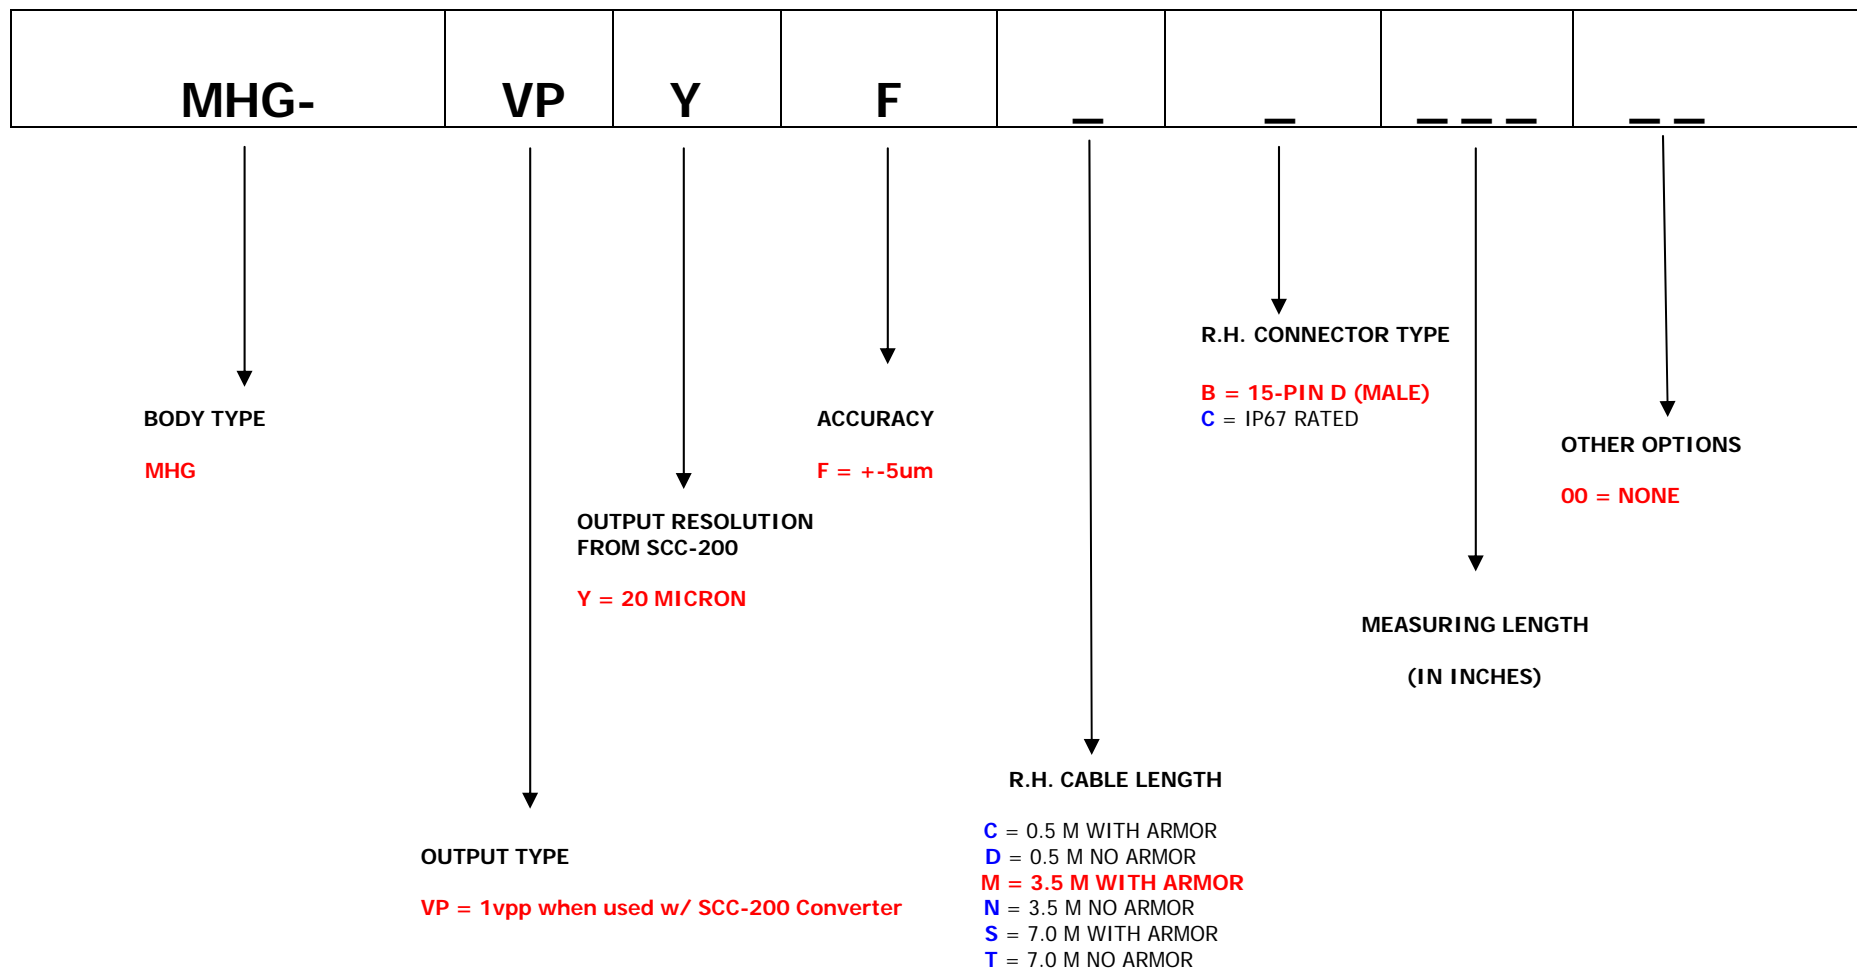 MHG- VP Y F _ _ _ _ _ _ _
BODY TYPE
MHG
OUTPUT TYPE
VP = 1vpp when used w/ SCC-200 Converter
OUTPUT RESOLUTION
FROM SCC-200
Y = 20 MICRON
ACCURACY
F = +-5um
R.H. CABLE LENGTH
C = 0.5 M WITH ARMOR
D = 0.5 M NO ARMOR
M = 3.5 M WITH ARMOR
N = 3.5 M NO ARMOR
S = 7.0 M WITH ARMOR
T = 7.0 M NO ARMOR
R.H. CONNECTOR TYPE
B = 15-PIN D (MALE)
C = IP67 RATED
MEASURING LENGTH
(IN INCHES)
OTHER OPTIONS
00 = NONE